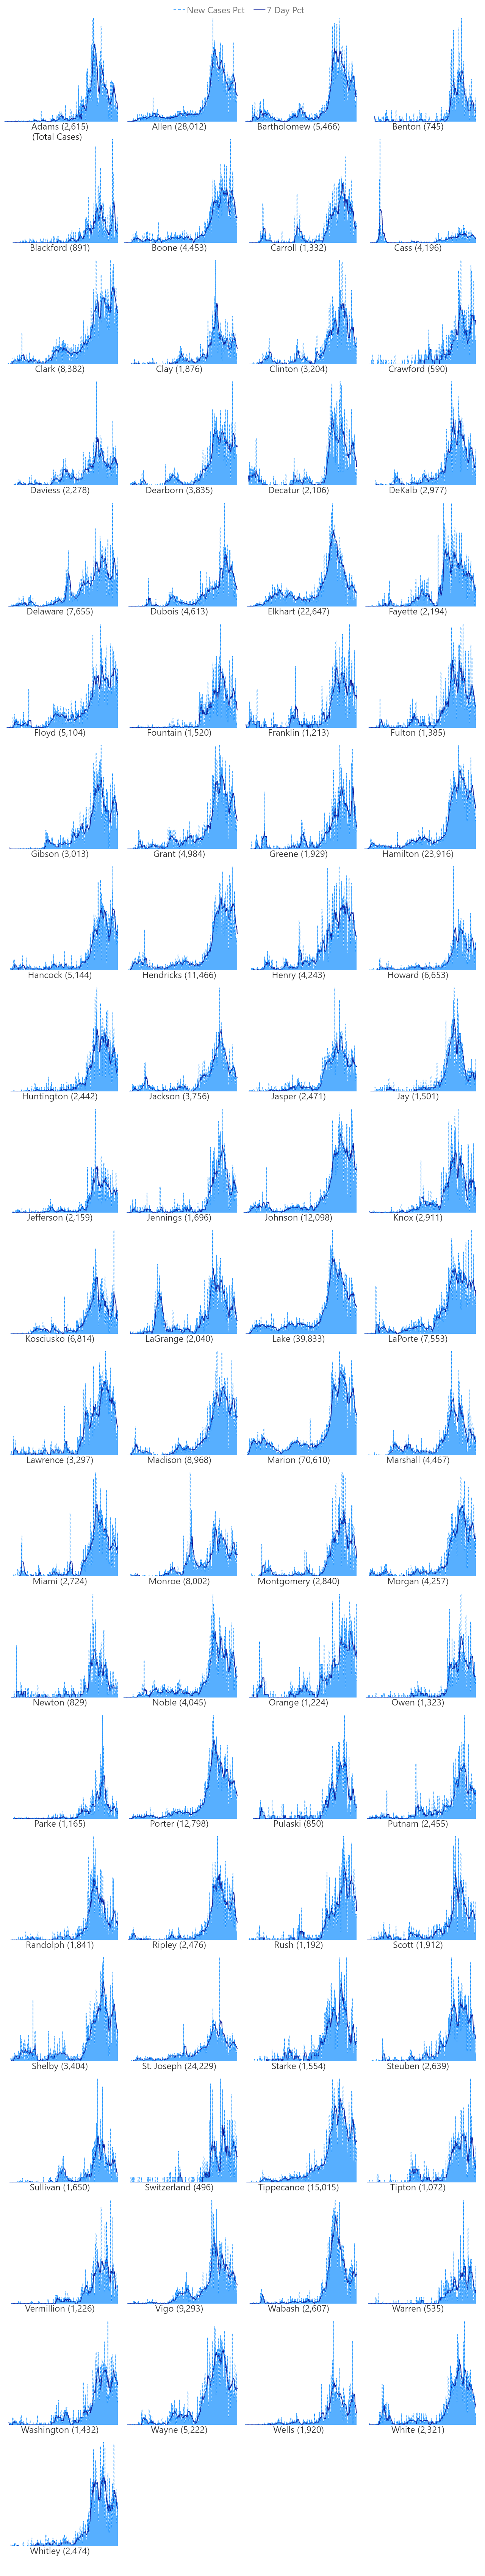 New Cases Pct 7 Day Pct
Adams (2,615) Allen (28,012) Bartholomew (5,466) Benton (745)
(Total Cases)
Blackford (891) Boone (4,453) Carroll (1,332) Cass (4,196)
Clark (8,382) Clay (1,876) Clinton (3,204) Crawford (590)
Daviess (2,278) Dearborn (3,835) Decatur (2,106) DeKalb (2,977)
Delaware (7,655) Dubois (4,613) Elkhart (22,647) Fayette (2,194)
Floyd (5,104) Fountain (1,520) Franklin (1,213) Fulton (1,385)
Gibson (3,013) Grant (4,984) Greene (1,929) Hamilton (23,916)
Hancock (5,144) Hendricks (11,466) Henry (4,243) Howard (6,653)
Huntington (2,442) Jackson (3,756) Jasper (2,471) Jay (1,501)
Jefferson (2,159) Jennings (1,696) Johnson (12,098) Knox (2,911)
Kosciusko (6,814) LaGrange (2,040) Lake (39,833) LaPorte (7,553)
Lawrence (3,297) Madison (8,968) Marion (70,610) Marshall (4,467)
Miami (2,724) Monroe (8,002) Montgomery (2,840) Morgan (4,257)
Newton (829) Noble (4,045) Orange (1,224) Owen (1,323)
Parke (1,165) Porter (12,798) Pulaski (850) Putnam (2,455)
Randolph (1,841) Ripley (2,476) Rush (1,192) Scott (1,912)
Shelby (3,404) St. Joseph (24,229) Starke (1,554) Steuben (2,639)
Sullivan (1,650) Switzerland (496) Tippecanoe (15,015) Tipton (1,072)
Vermillion (1,226) Vigo (9,293) Wabash (2,607) Warren (535)
Washington (1,432) Wayne (5,222) Wells (1,920) White (2,321)
Whitley (2,474)